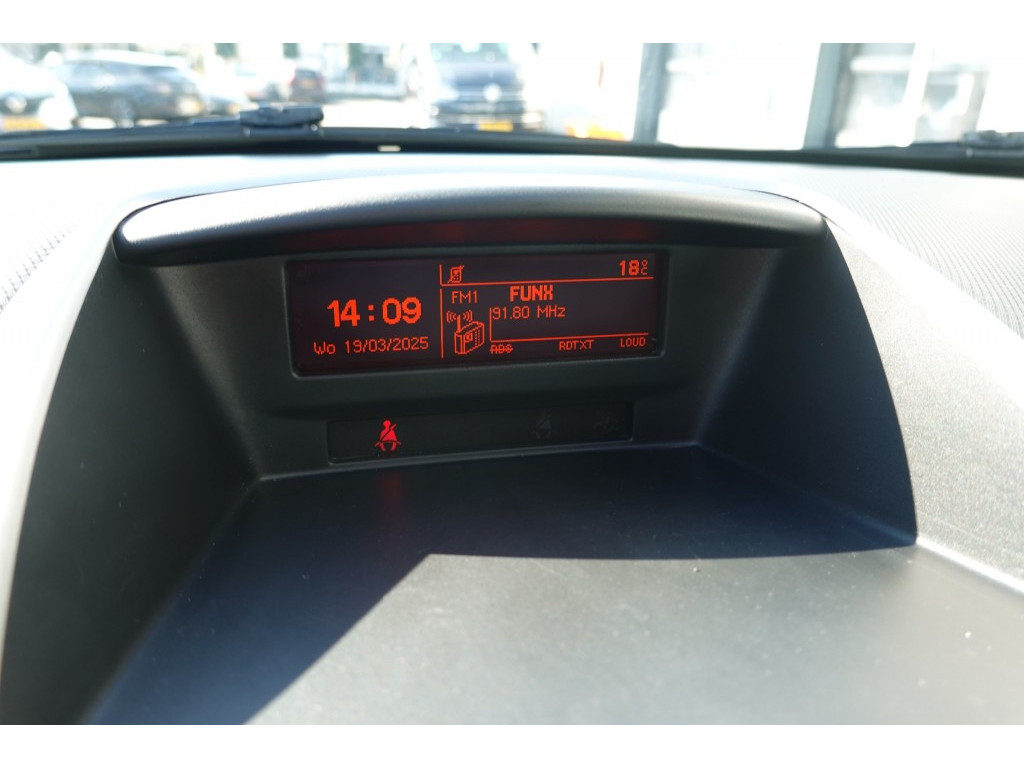 14:09
Wo 19/03/2025
18°C
FM1 FUNX
91.80 MHz
RDS RDTXT LOUD